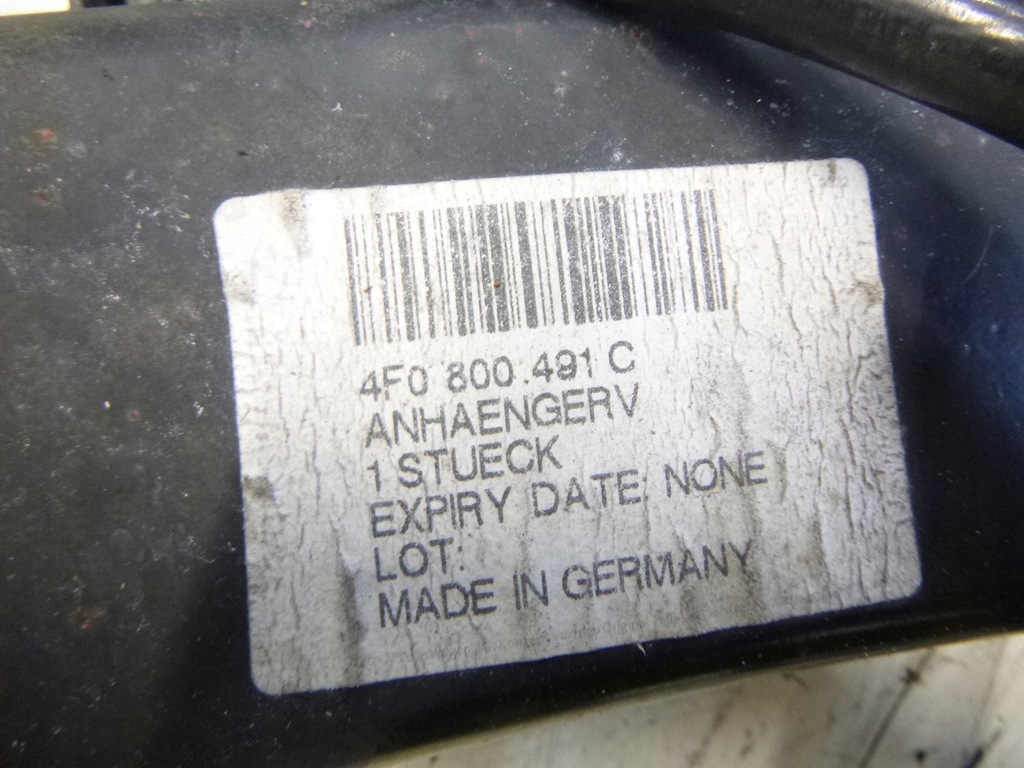 4F0 800 491 C
ANHAENGERV
1 STUECK
EXPIRY DATE: NONE
LOT:
MADE IN GERMANY